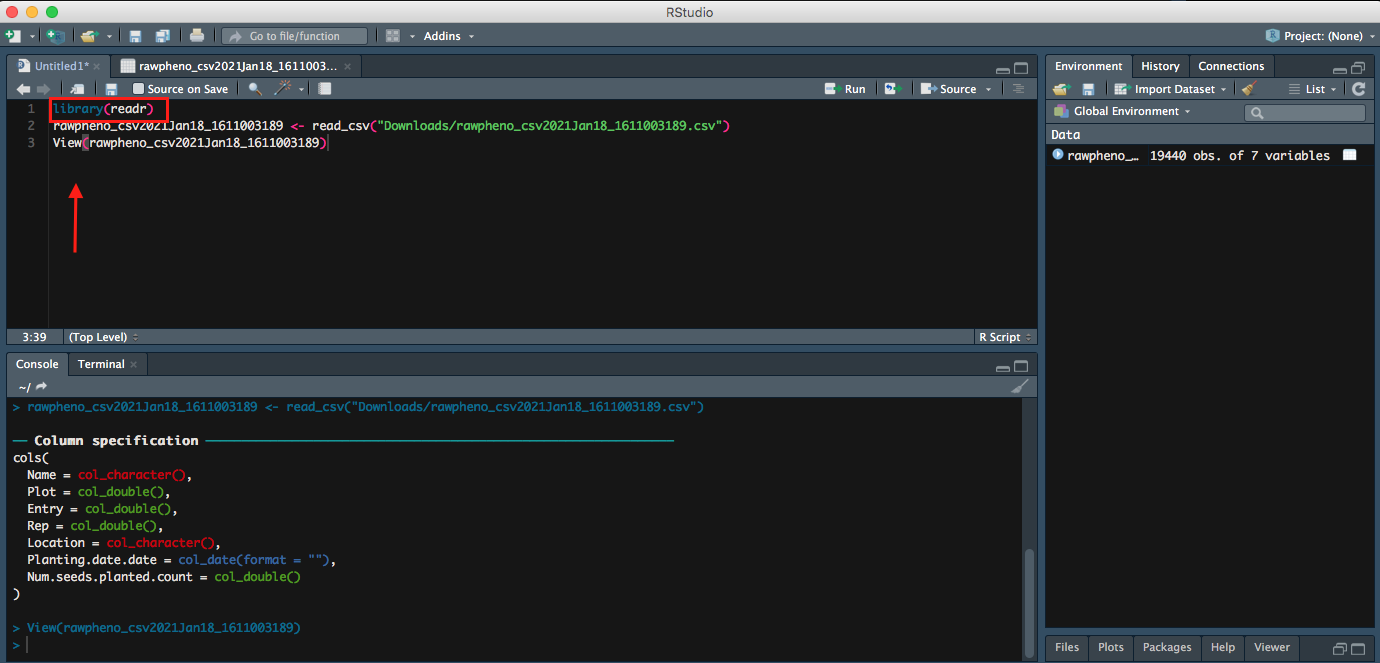 RStudio
Go to file/function Addins Project: (None)
Untitled1* rawpheno_csv2021Jan18_1611003...
Source on Save Run Source
1 library(readr)
2 rawpheno_csv2021Jan18_1611003189 <- read_csv("Downloads/rawpheno_csv2021Jan18_1611003189.csv")
3 View(rawpheno_csv2021Jan18_1611003189)
3:39 (Top Level) R Script
Console Terminal
~/
> rawpheno_csv2021Jan18_1611003189 <- read_csv("Downloads/rawpheno_csv2021Jan18_1611003189.csv")
── Column specification ──
cols(
  Name = col_character(),
  Plot = col_double(),
  Entry = col_double(),
  Rep = col_double(),
  Location = col_character(),
  Planting.date.date = col_date(format = ""),
  Num.seeds.planted.count = col_double()
)
> View(rawpheno_csv2021Jan18_1611003189)
>
Environment History Connections
Import Dataset List
Global Environment
Data
rawpheno_… 19440 obs. of 7 variables
Files Plots Packages Help Viewer